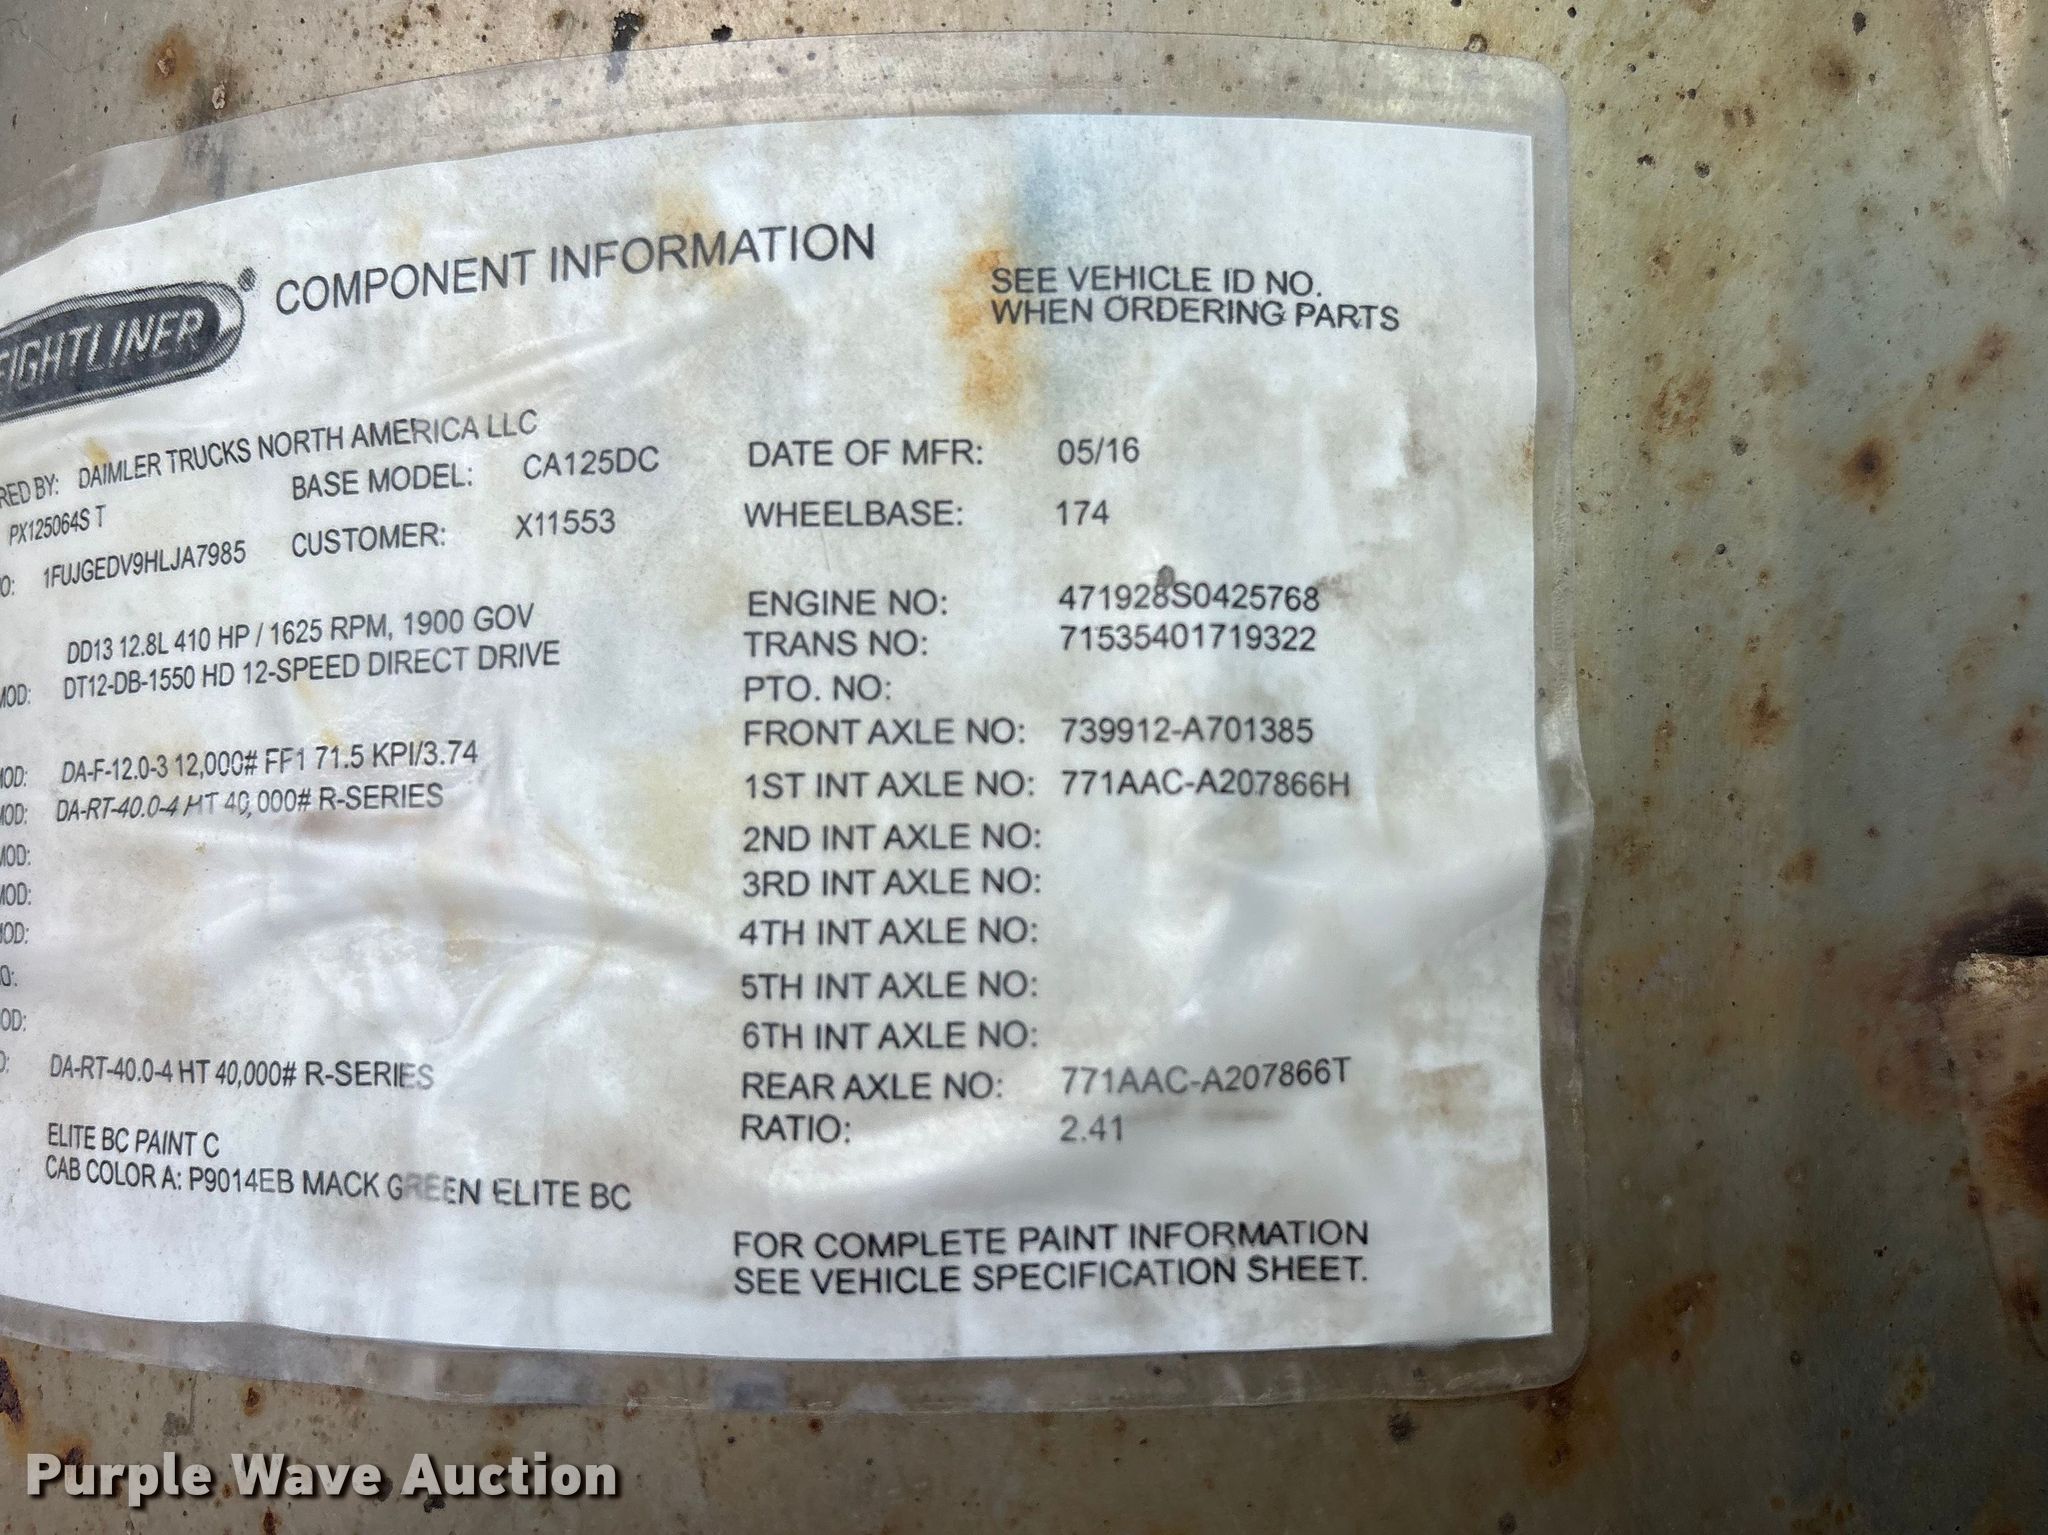 COMPONENT INFORMATION
SEE VEHICLE ID NO.
WHEN ORDERING PARTS
DAIMLER TRUCKS NORTH AMERICA LLC
BY:
PX125064S T
BASE MODEL: CA125DC
1FUJGEDV9HLJA7985
CUSTOMER: X11553
DD13 12.8L 410 HP / 1625 RPM, 1900 GOV
MOD: DT12-DB-1550 HD 12-SPEED DIRECT DRIVE
MOD: DA-F-12.0-3 12,000# FF1 71.5 KPI/3.74
MOD: DA-RT-40.0-4 HT 40,000# R-SERIES
MOD:
MOD:
DA-RT-40.0-4 HT 40,000# R-SERIES
ELITE BC PAINT C
CAB COLOR A: P9014EB MACK GREEN ELITE BC
DATE OF MFR: 05/16
WHEELBASE: 174
ENGINE NO: 471928S0425768
TRANS NO: 71535401719322
PTO. NO:
FRONT AXLE NO: 739912-A701385
1ST INT AXLE NO: 771AAC-A207866H
2ND INT AXLE NO:
3RD INT AXLE NO:
4TH INT AXLE NO:
5TH INT AXLE NO:
6TH INT AXLE NO:
REAR AXLE NO: 771AAC-A207866T
RATIO: 2.41
FOR COMPLETE PAINT INFORMATION
SEE VEHICLE SPECIFICATION SHEET.
Purple Wave Auction